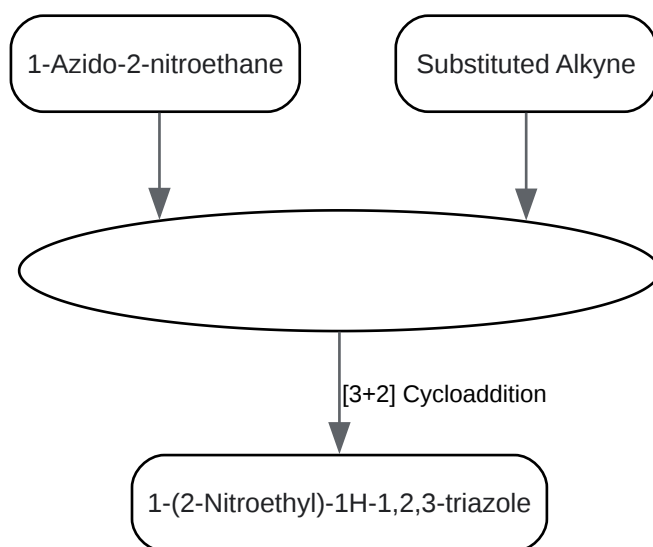 1-Azido-2-nitroethane
Substituted Alkyne
[3+2] Cycloaddition
1-(2-Nitroethyl)-1H-1,2,3-triazole